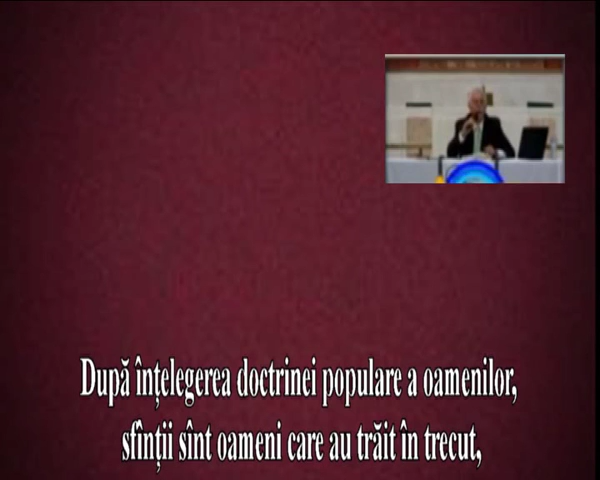 După înțelegerea doctrinei populare a oamenilor,
sfinții sînt oameni care au trăit în trecut,